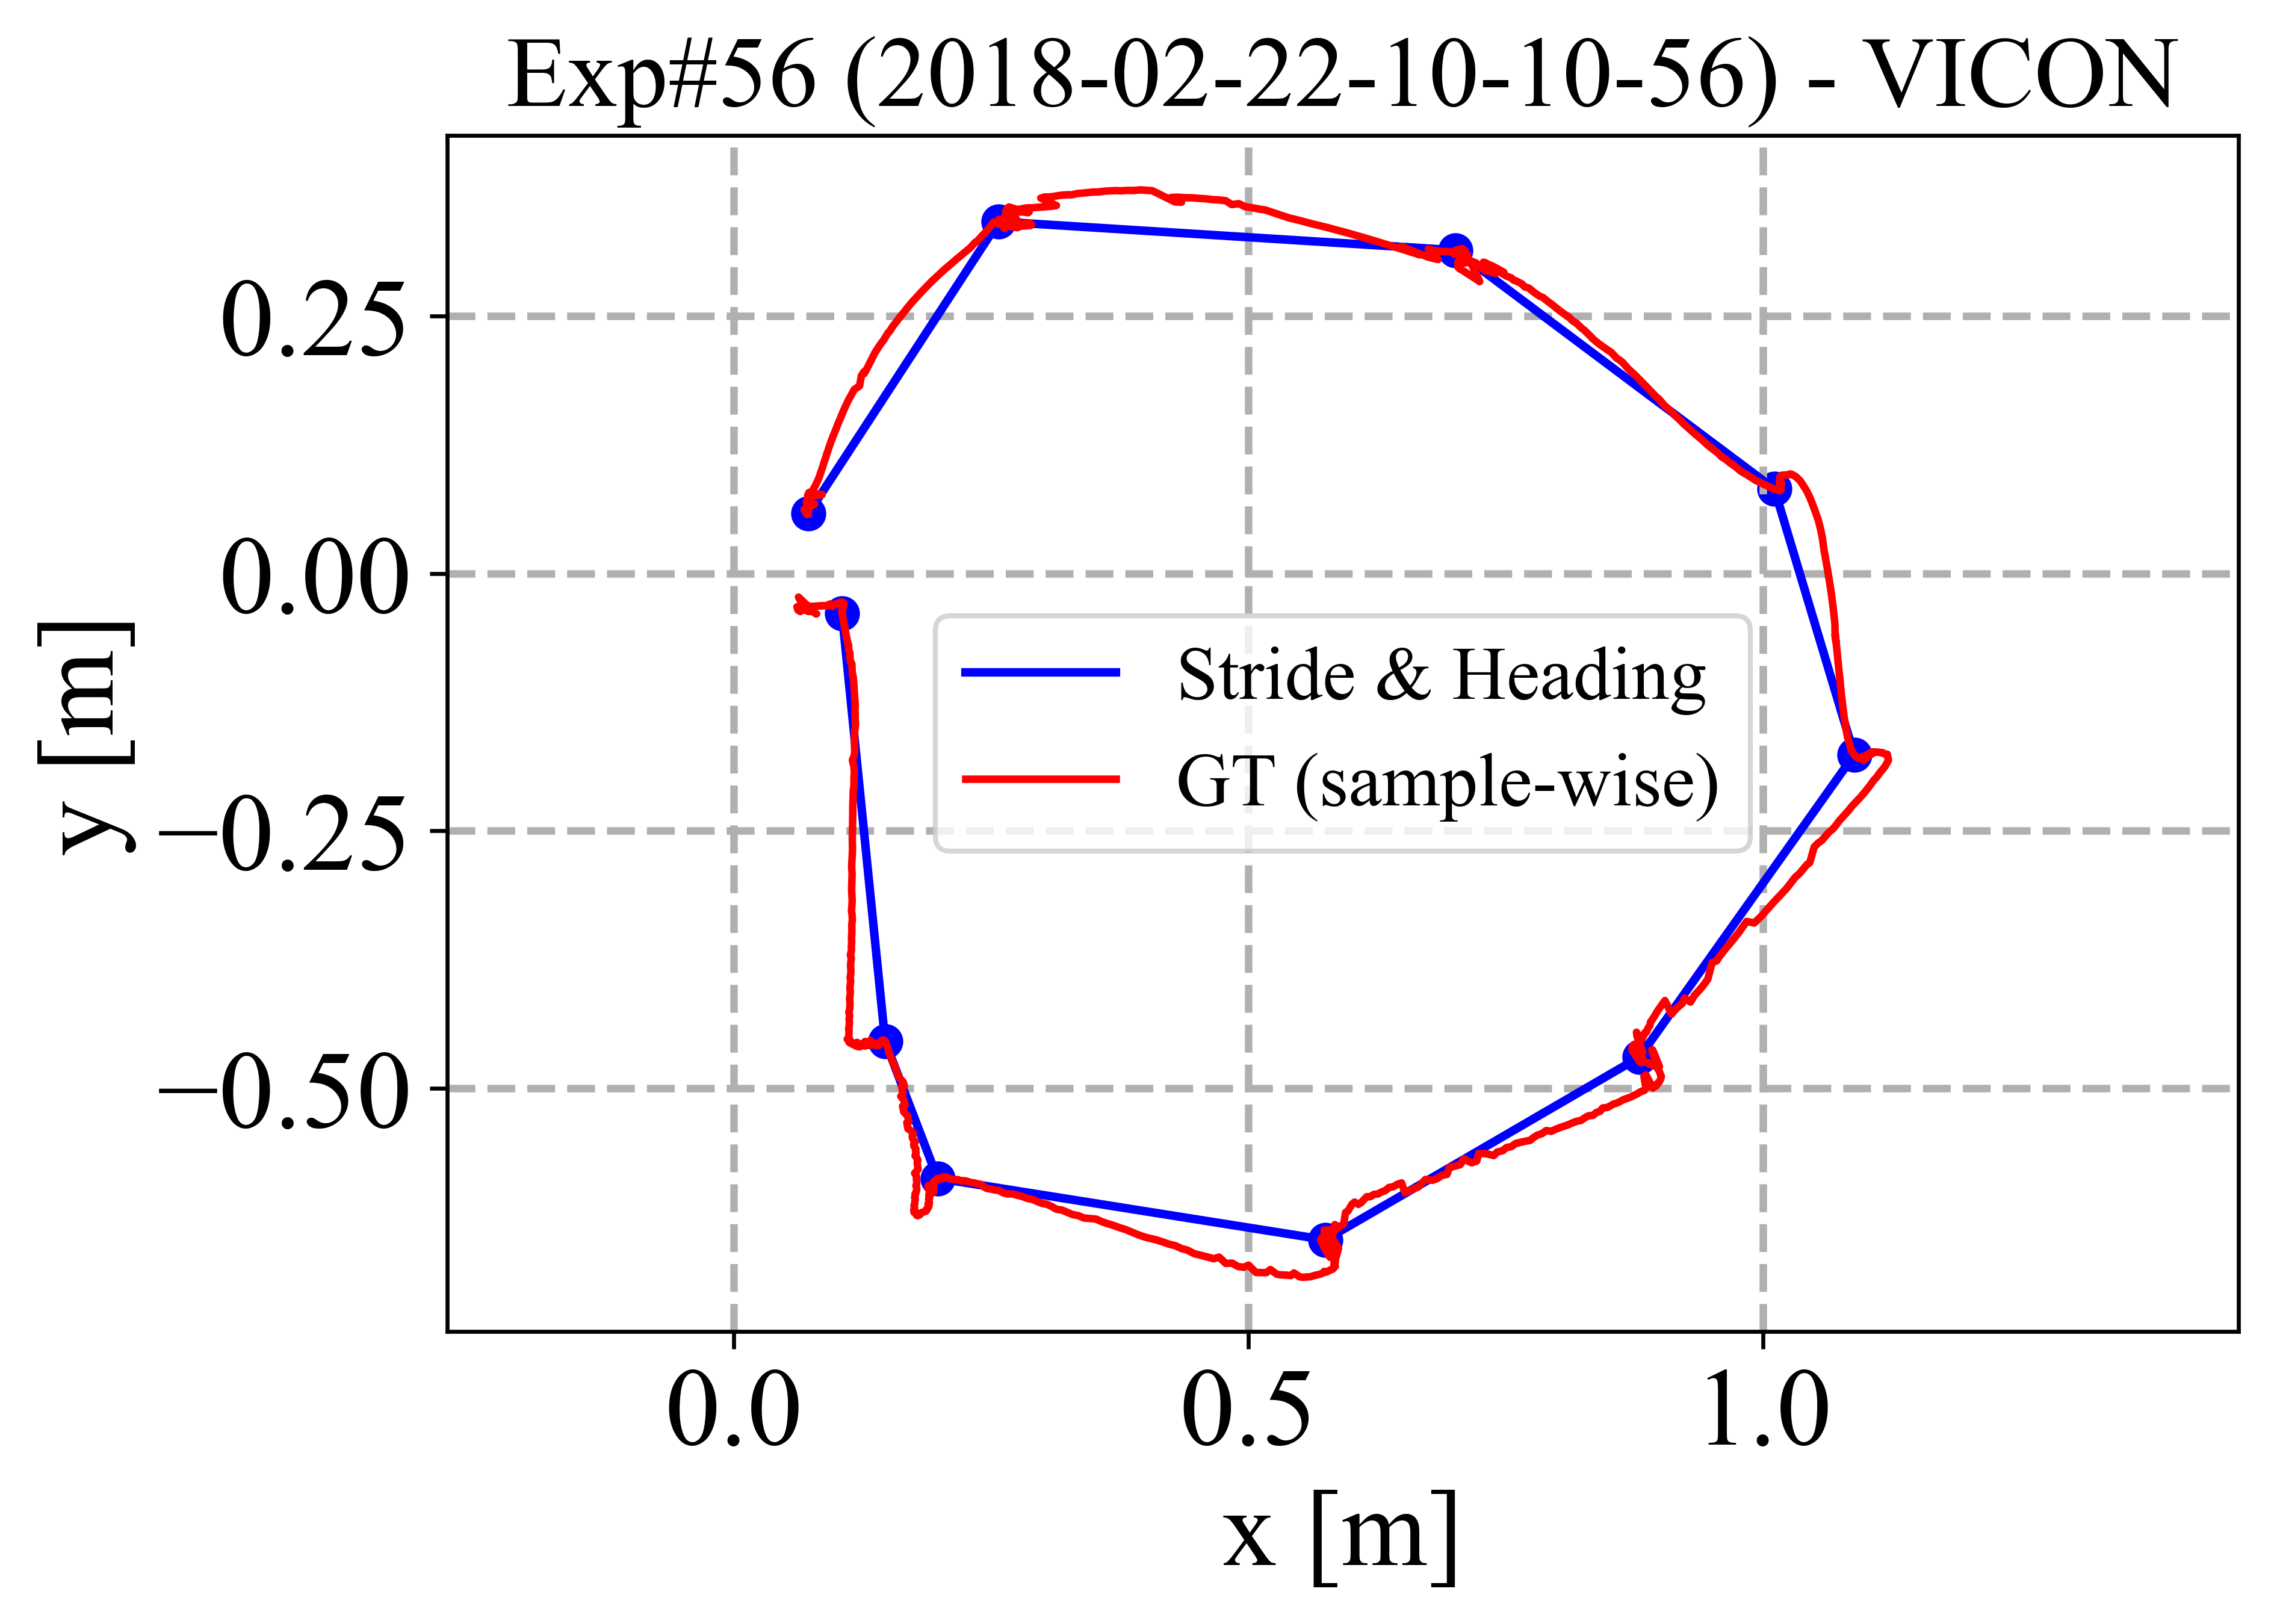 Exp#56 (2018-02-22-10-10-56) - VICON
0.25
0.00
−0.25
−0.50
y [m]
Stride & Heading
GT (sample-wise)
0.0 0.5 1.0
x [m]